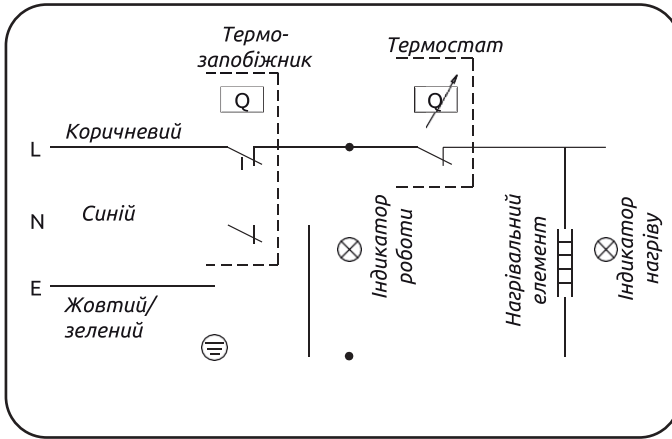 Термо-
запобіжник
Термостат
Q
Q
L
Коричневий
N
Синій
E
Жовтий/
зелений
Індикатор
роботи
Нагрівальний
елемент
Індикатор
нагріву